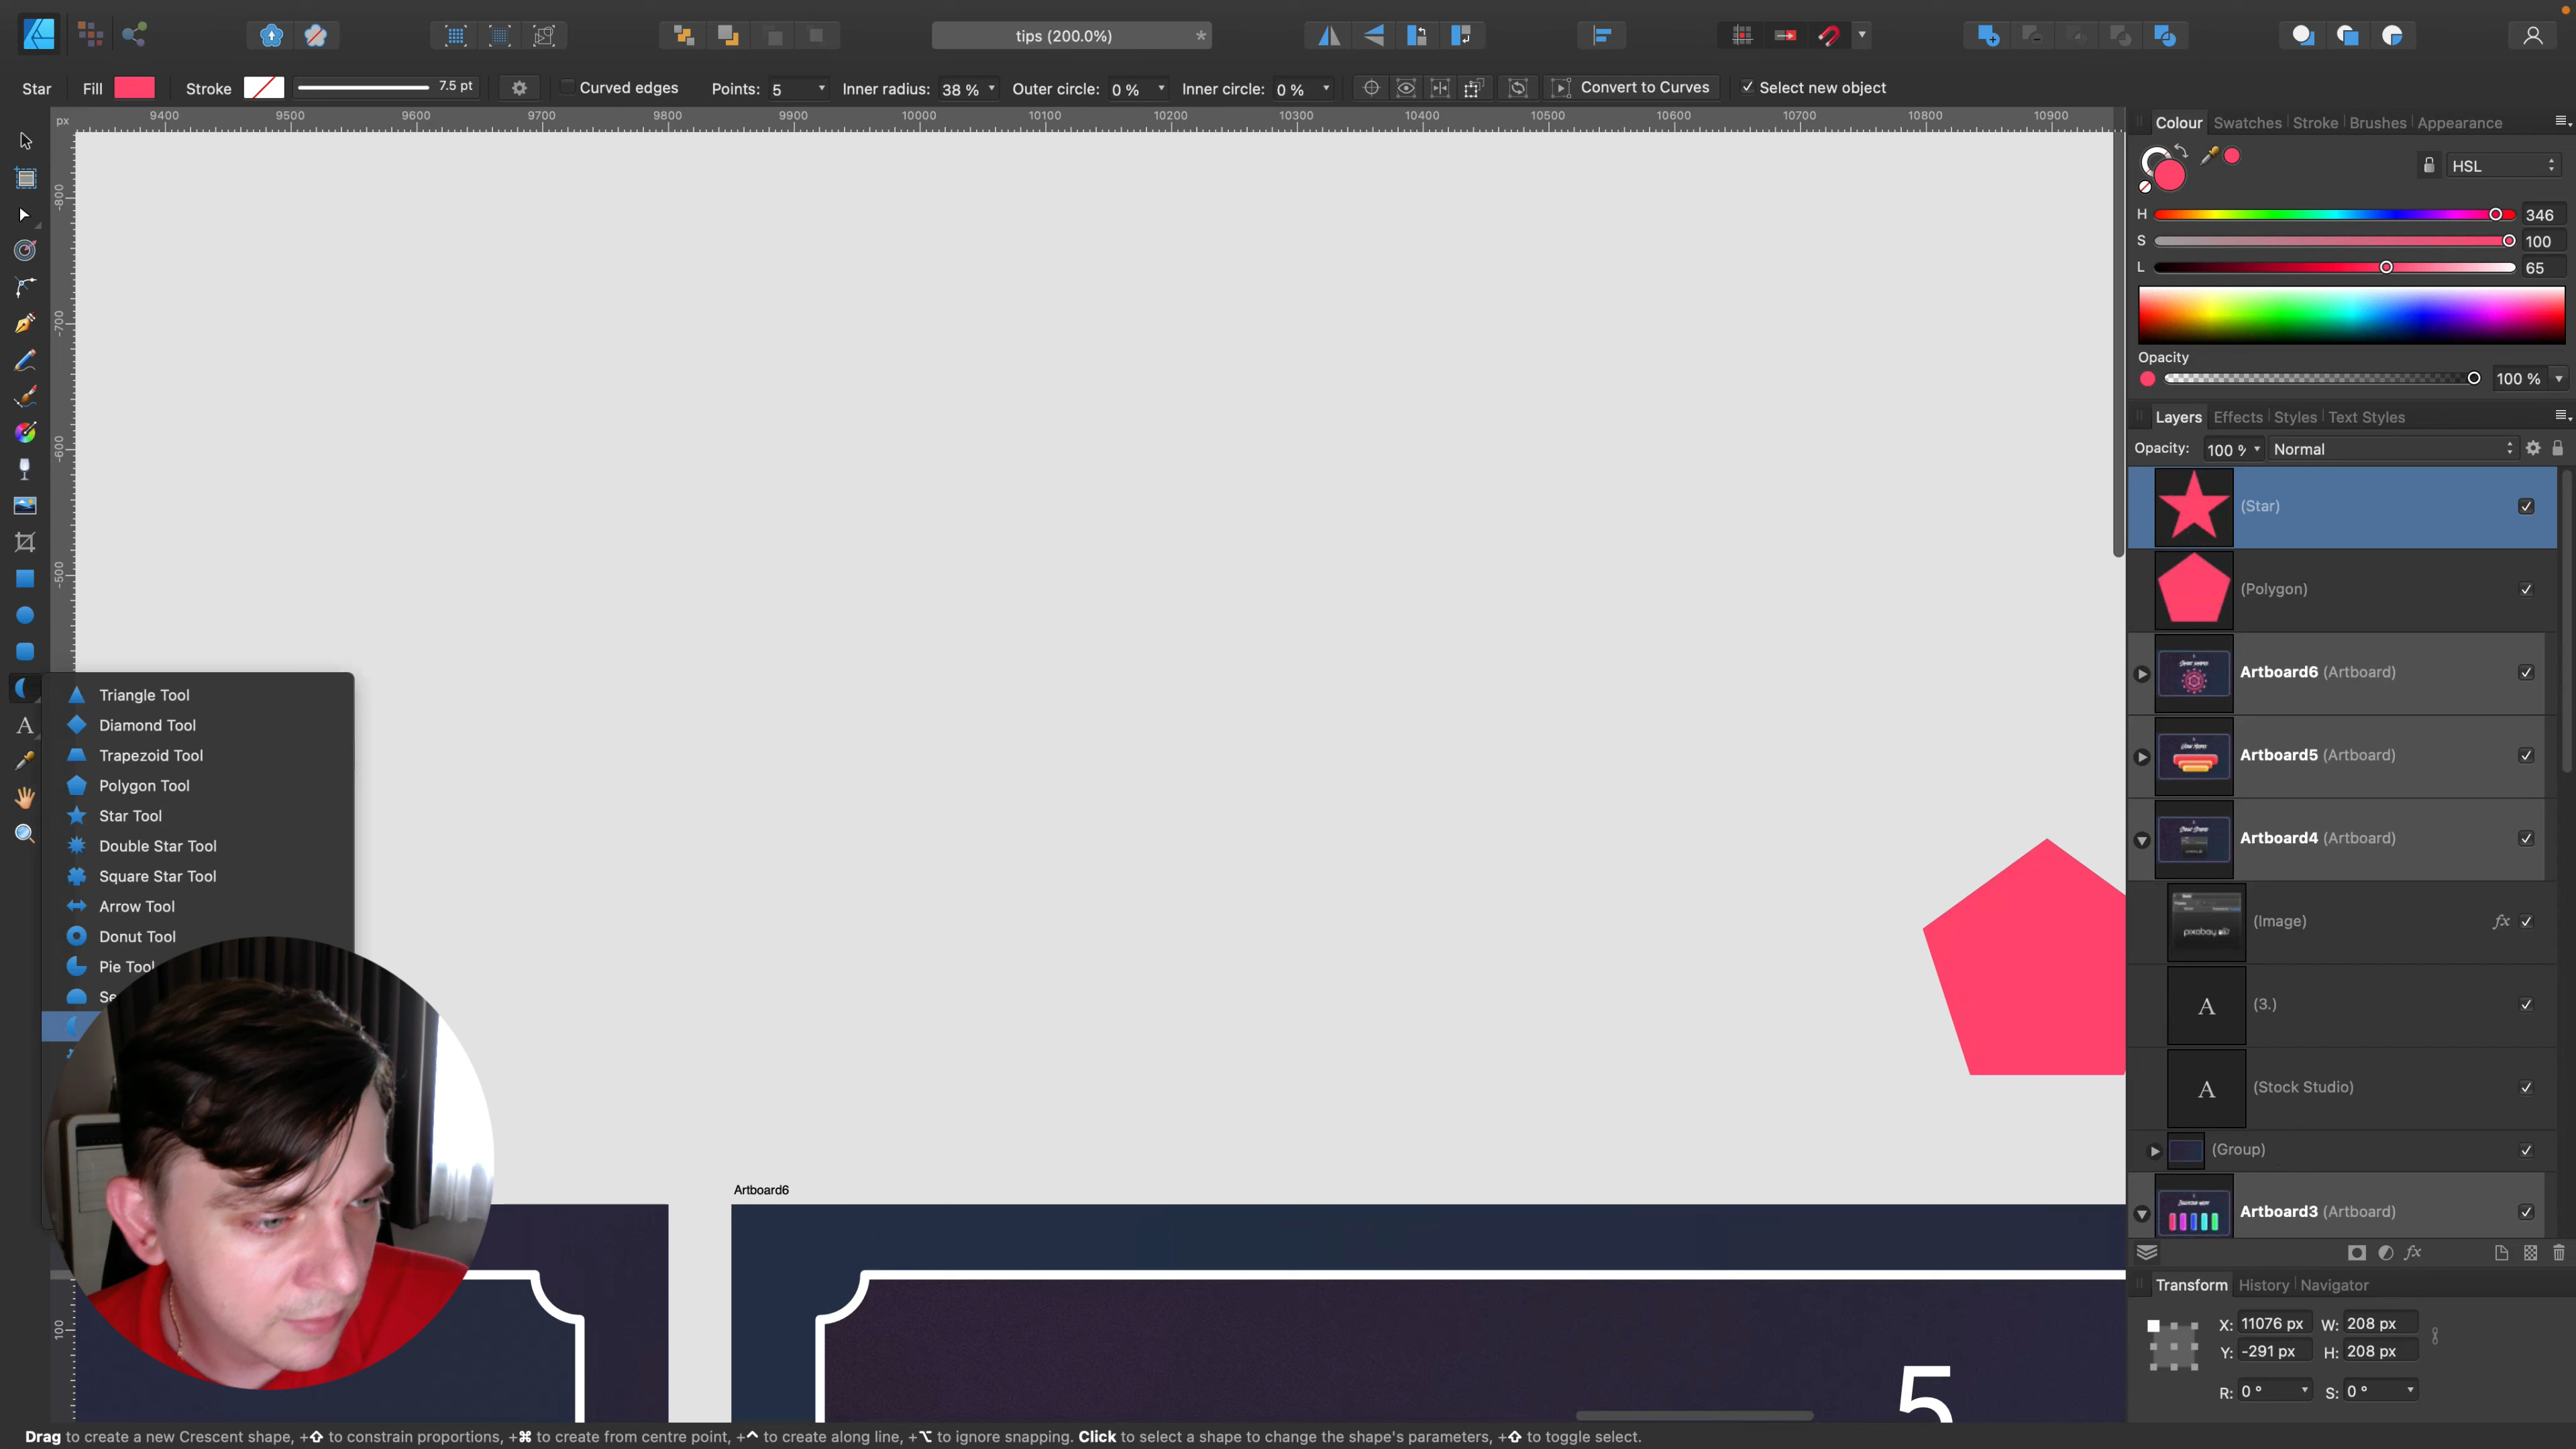 tips (200.0%) *
Star Fill Stroke 7.5 pt Curved edges Points: 5 Inner radius: 38 % Outer circle: 0 % Inner circle: 0 % Convert to Curves Select new object
px 9400 9500 9600 9700 9800 9900 10000 10100 10200 10300 10400 10500 10600 10700 10800 10900
Colour Swatches Stroke Brushes Appearance
HSL
H 346
S 100
L 65
Opacity
100 %
Layers Effects Styles Text Styles
Opacity: 100 % Normal
(Star)
(Polygon)
Artboard6 (Artboard)
Artboard5 (Artboard)
Artboard4 (Artboard)
(Image) fx
A (3.)
A (Stock Studio)
(Group)
Artboard3 (Artboard)
fx
Transform History Navigator
X: 11076 px W: 208 px
Y: -291 px H: 208 px
R: 0 ° S: 0 °
-800
-700
-600
-500
100
A
Triangle Tool
Diamond Tool
Trapezoid Tool
Polygon Tool
Star Tool
Double Star Tool
Square Star Tool
Arrow Tool
Donut Tool
Pie Tool
Artboard6
5
Drag to create a new Crescent shape, +⇧ to constrain proportions, +⌘ to create from centre point, +^ to create along line, +⌥ to ignore snapping. Click to select a shape to change the shape's parameters, +⇧ to toggle select.